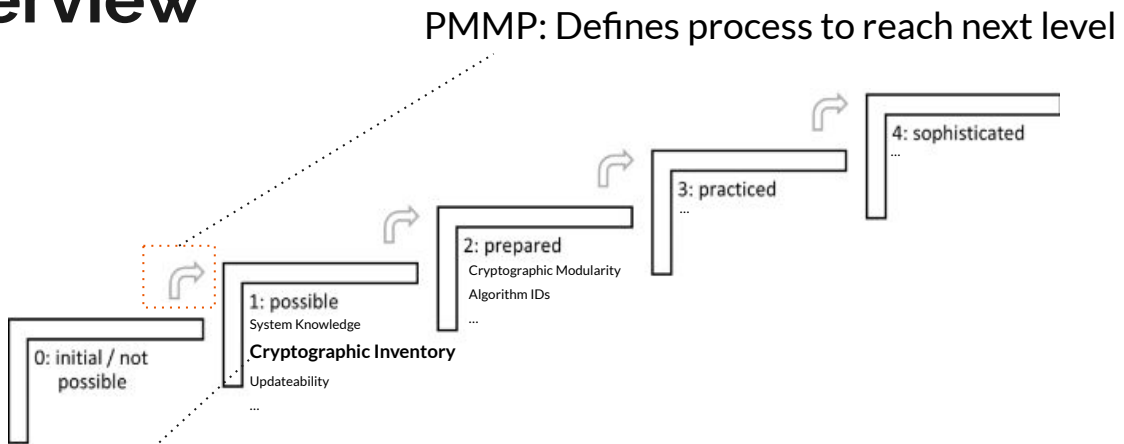 PMMP: Defines process to reach next level
4: sophisticated
...
3: practiced
...
2: prepared
Cryptographic Modularity
Algorithm IDs
...
1: possible
System Knowledge
Cryptographic Inventory
Updateability
...
0: initial / not
possible